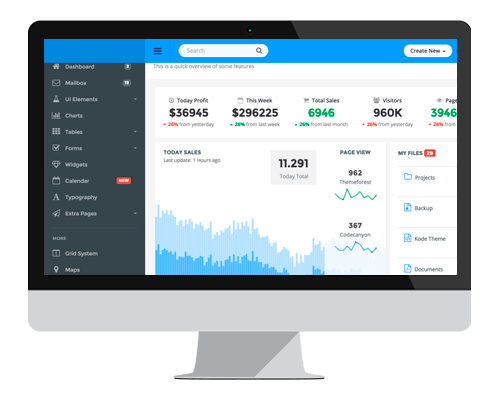 Search
Create New
Dashboard
Mailbox
19
UI Elements
Charts
Tables
Forms
Widgets
Calendar NEW
Typography
Extra Pages
MORE
Grid System
Maps
This is a quick overview of some features
Today Profit
$36945
26% from yesterday
This Week
$296225
26% from last week
Total Sales
6946
26% from last month
Visitors
960K
26% from yesterday
Page
3946
26%
TODAY SALES
Last update: 1 Hours ago
11.291
Today Total
PAGE VIEW
962
Themeforest
367
Codecanyon
MY FILES 29
Projects
Backup
Kode Theme
Documents